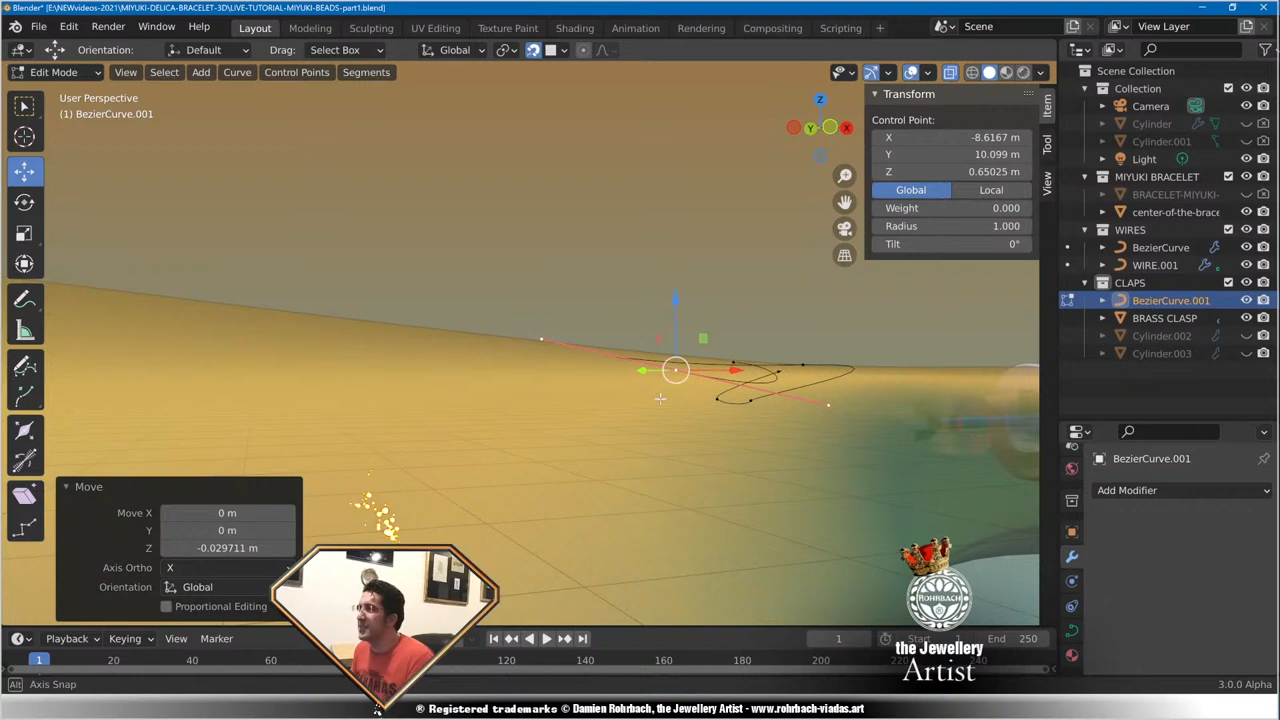 Blender* [E:\NEWvideos-2021\MIYUKI-DELICA-BRACELET-3D\LIVE-TUTORIAL-MIYUKI-BEADS-part1.blend]
File Edit Render Window Help Layout Modeling Sculpting UV Editing Texture Paint Shading Animation Rendering Compositing Scripting + Scene View Layer
Orientation: Default Drag: Select Box Global
Edit Mode View Select Add Curve Control Points Segments
User Perspective
(1) BezierCurve.001
Z
Y
X
Transform
Control Point:
X -8.6167 m
Y 10.099 m
Z 0.65025 m
Global Local
Weight 0.000
Radius 1.000
Tilt 0°
Item
Tool
View
Scene Collection
Collection
Camera
Cylinder
Cylinder.001
Light
MIYUKI BRACELET
BRACELET-MIYUKI-
center-of-the-brace
WIRES
BezierCurve
WIRE.001
CLAPS
BezierCurve.001
BRASS CLASP
Cylinder.002
Cylinder.003
BezierCurve.001
Add Modifier
Move
Move X 0 m
Y 0 m
Z -0.029711 m
Axis Ortho X
Orientation Global
Proportional Editing
ROHRBACH
the Jewellery
Artist
Playback Keying View Marker 1 Start 1 End 250
1 20 40 60 120 140 160 180 200 220 240
Alt Axis Snap 3.0.0 Alpha
® Registered trademarks © Damien Rohrbach, the Jewellery Artist - www.rohrbach-viadas.art